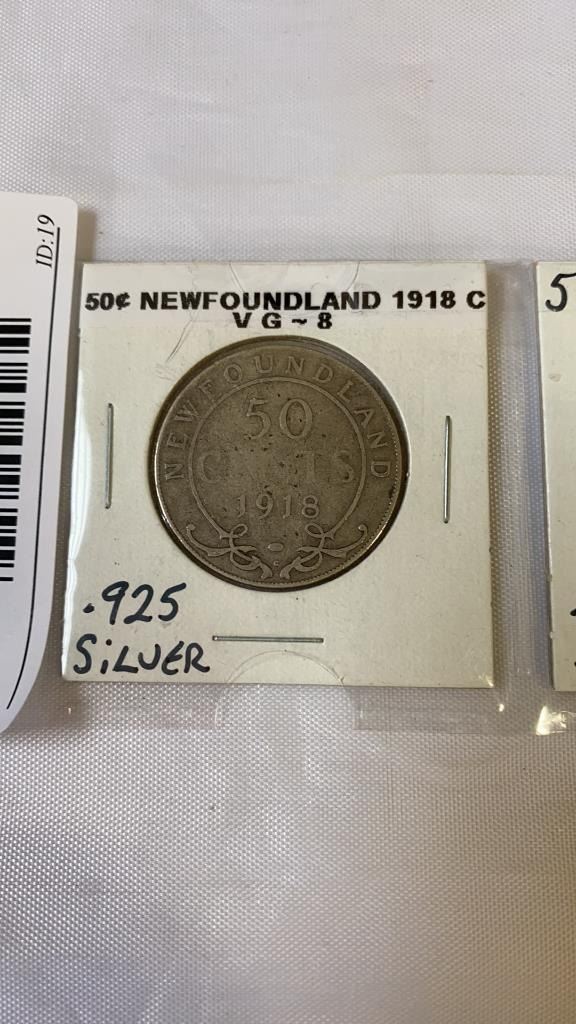 ID:19
50¢ NEWFOUNDLAND 1918 C
VG~8
NEWFOUNDLAND
50
CENTS
1918
C
.925
SILVER
5